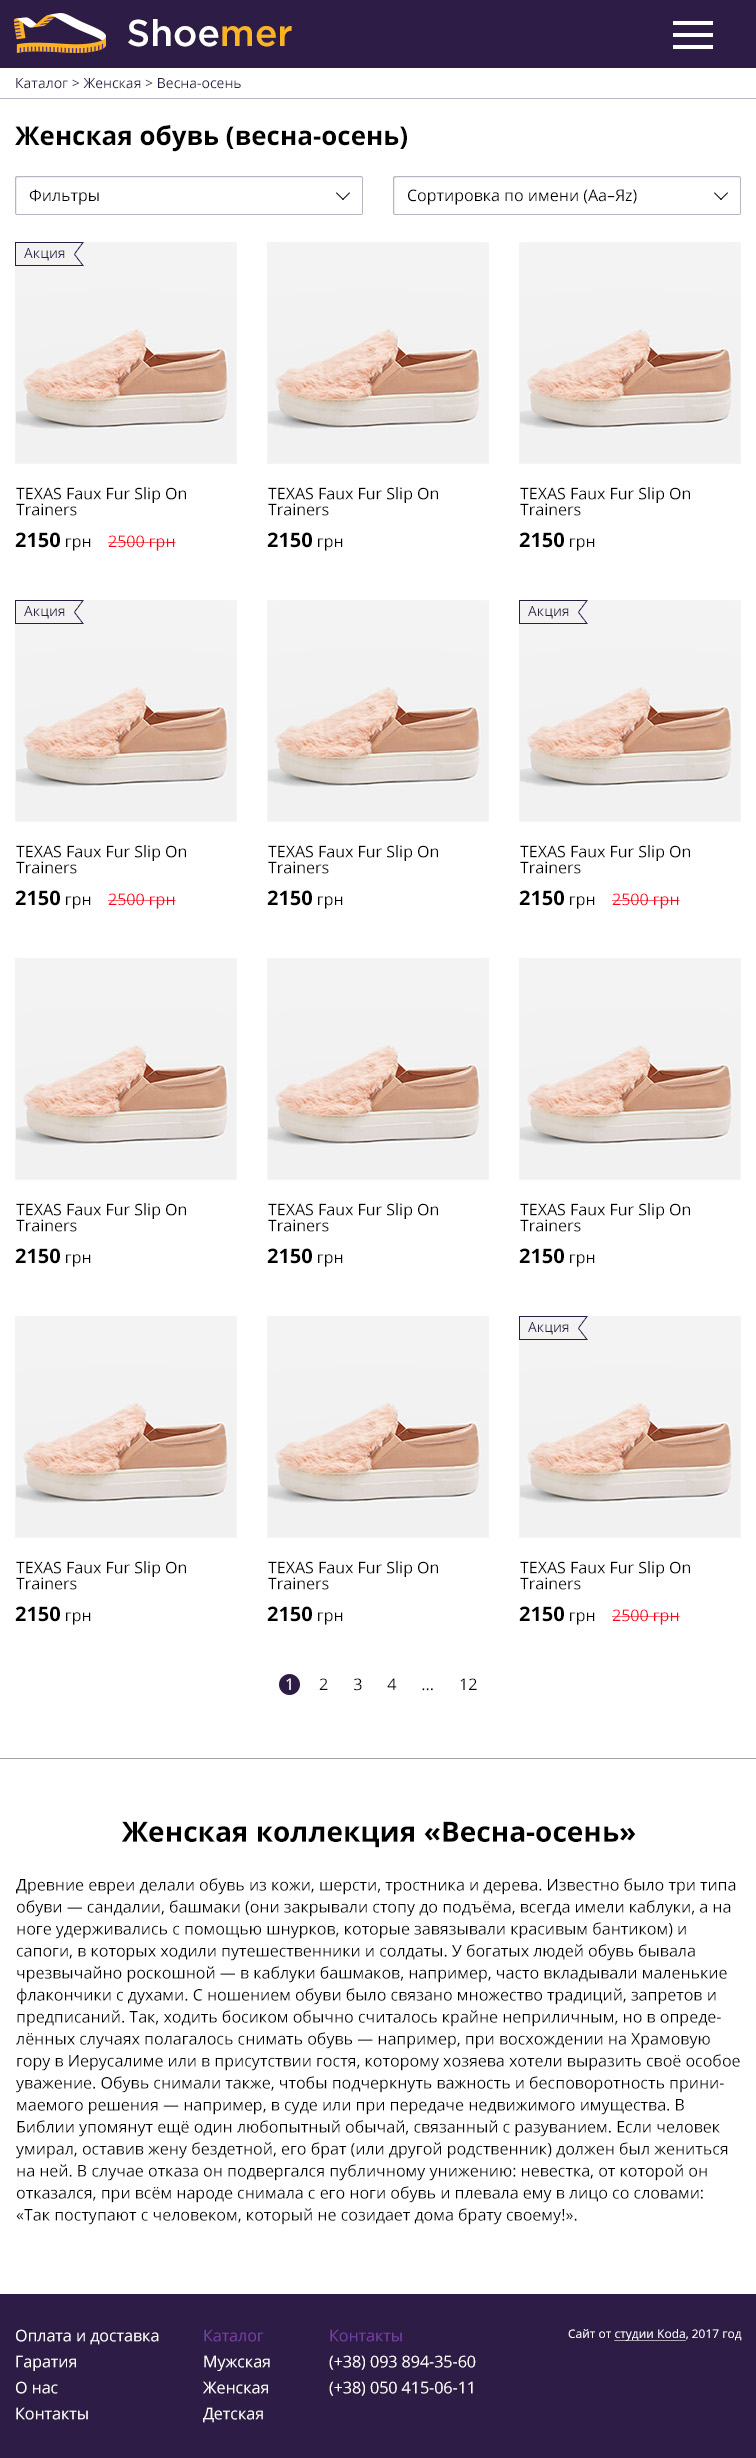 Shoemer
Каталог > Женская > Весна-осень
Женская обувь (весна-осень)
Фильтры
Сортировка по имени (Аа–Яz)
Акция
TEXAS Faux Fur Slip On
Trainers
2150 грн 2500 грн
TEXAS Faux Fur Slip On
Trainers
2150 грн
TEXAS Faux Fur Slip On
Trainers
2150 грн
Акция
TEXAS Faux Fur Slip On
Trainers
2150 грн 2500 грн
TEXAS Faux Fur Slip On
Trainers
2150 грн
Акция
TEXAS Faux Fur Slip On
Trainers
2150 грн 2500 грн
TEXAS Faux Fur Slip On
Trainers
2150 грн
TEXAS Faux Fur Slip On
Trainers
2150 грн
TEXAS Faux Fur Slip On
Trainers
2150 грн
TEXAS Faux Fur Slip On
Trainers
2150 грн
TEXAS Faux Fur Slip On
Trainers
2150 грн
Акция
TEXAS Faux Fur Slip On
Trainers
2150 грн 2500 грн
1 2 3 4 ... 12
Женская коллекция «Весна-осень»
Древние евреи делали обувь из кожи, шерсти, тростника и дерева. Известно было три типа
обуви — сандалии, башмаки (они закрывали стопу до подъёма, всегда имели каблуки, а на
ноге удерживались с помощью шнурков, которые завязывали красивым бантиком) и
сапоги, в которых ходили путешественники и солдаты. У богатых людей обувь бывала
чрезвычайно роскошной — в каблуки башмаков, например, часто вкладывали маленькие
флакончики с духами. С ношением обуви было связано множество традиций, запретов и
предписаний. Так, ходить босиком обычно считалось крайне неприличным, но в опреде-
лённых случаях полагалось снимать обувь — например, при восхождении на Храмовую
гору в Иерусалиме или в присутствии гостя, которому хозяева хотели выразить своё особое
уважение. Обувь снимали также, чтобы подчеркнуть важность и бесповоротность прини-
маемого решения — например, в суде или при передаче недвижимого имущества. В
Библии упомянут ещё один любопытный обычай, связанный с разуванием. Если человек
умирал, оставив жену бездетной, его брат (или другой родственник) должен был жениться
на ней. В случае отказа он подвергался публичному унижению: невестка, от которой он
отказался, при всём народе снимала с его ноги обувь и плевала ему в лицо со словами:
«Так поступают с человеком, который не созидает дома брату своему!».
Оплата и доставка
Гаратия
О нас
Контакты
Каталог
Мужская
Женская
Детская
Контакты
(+38) 093 894-35-60
(+38) 050 415-06-11
Сайт от студии Koda, 2017 год